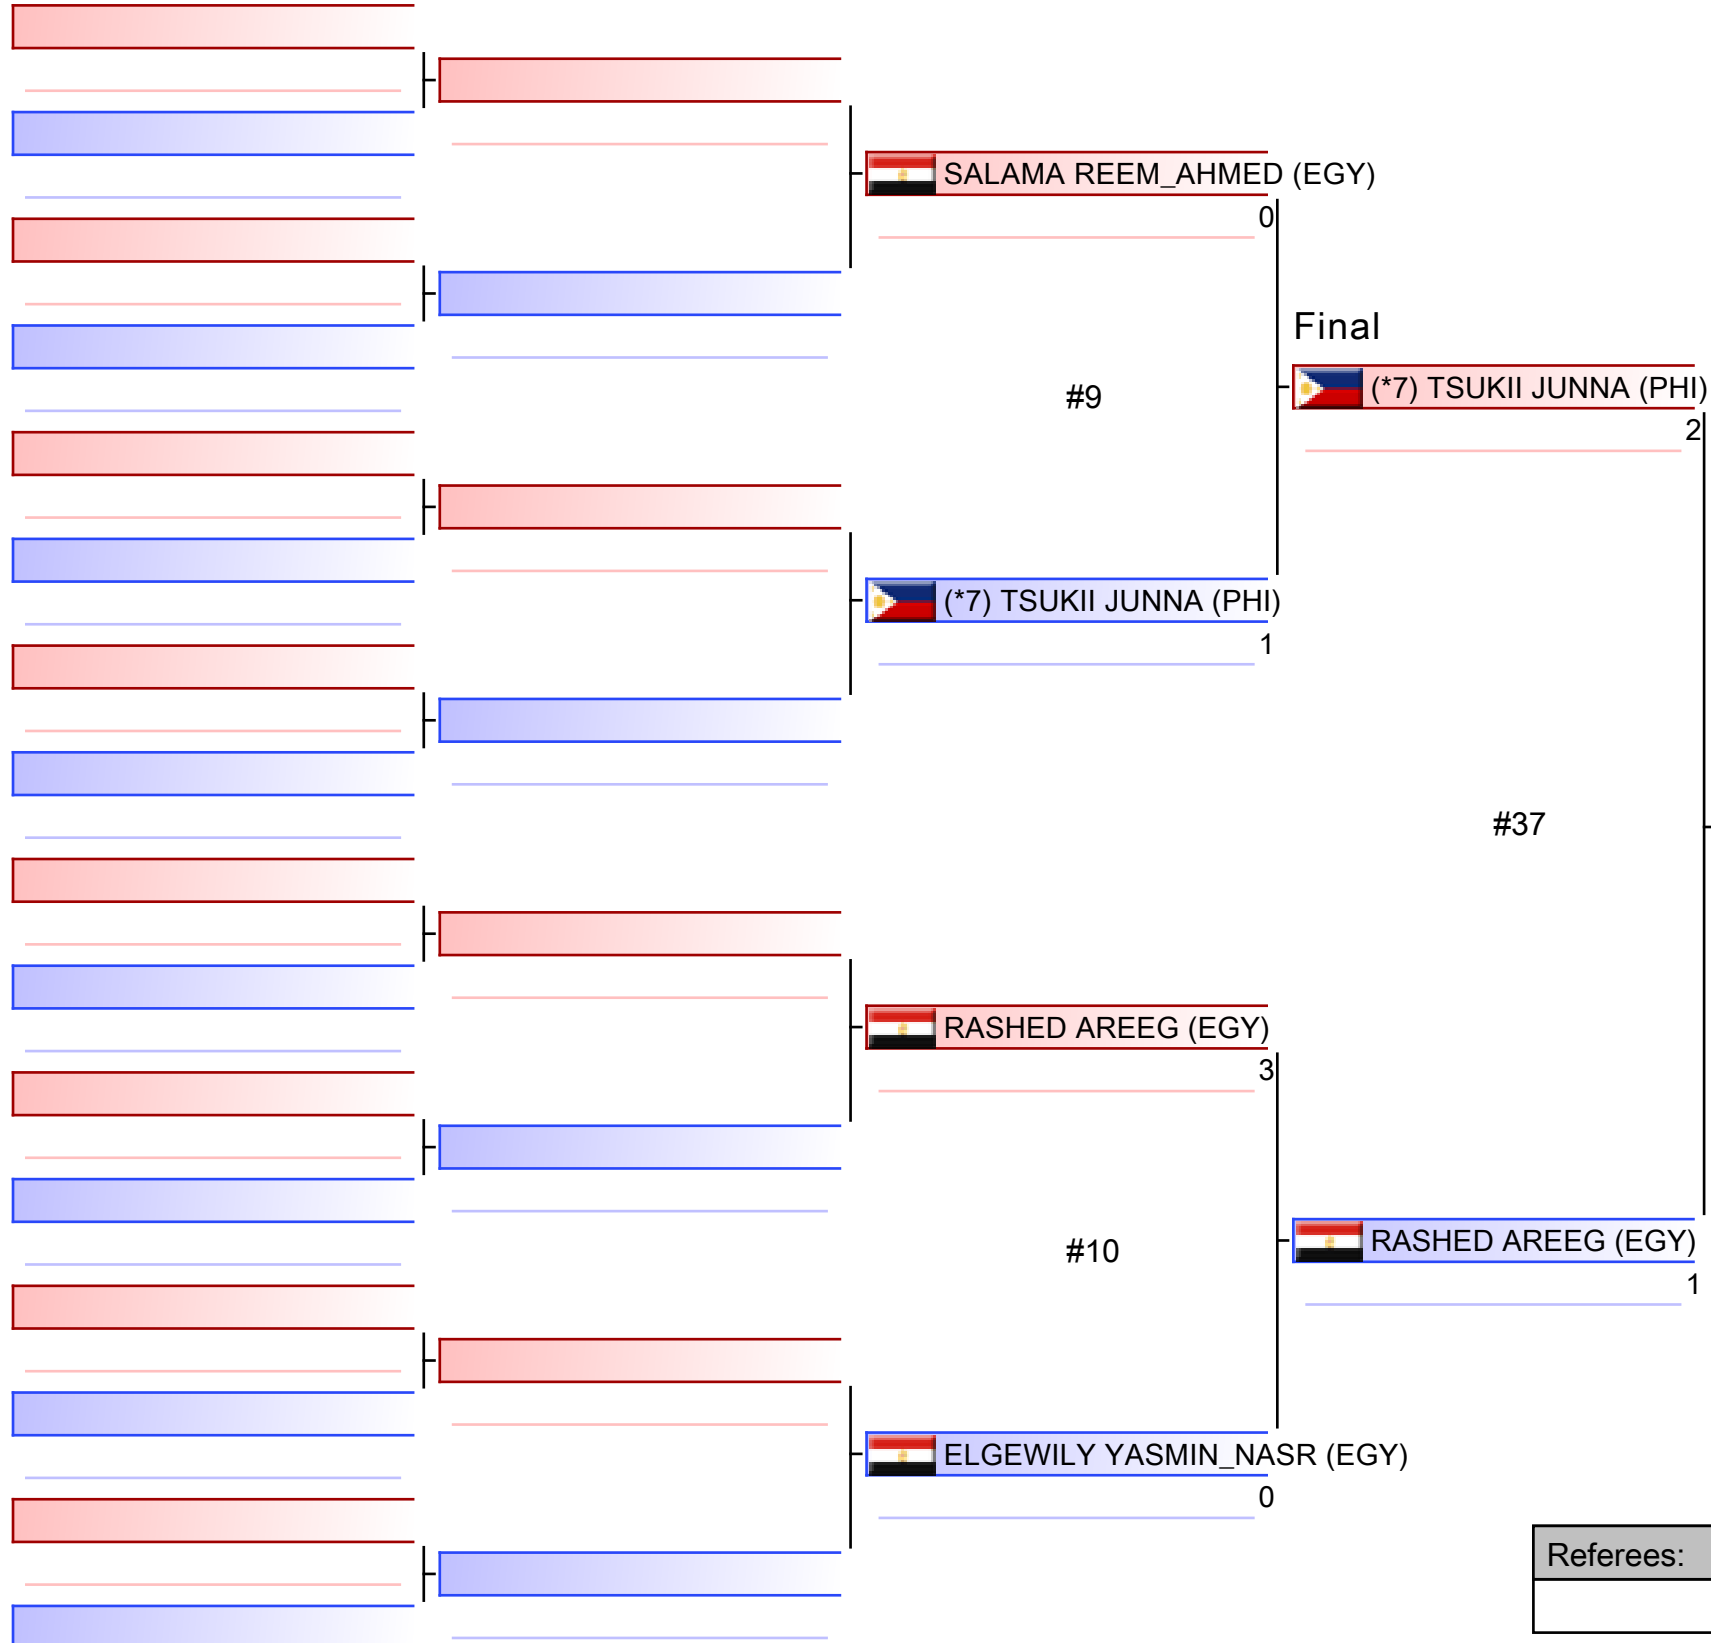 SALAMA REEM_AHMED (EGY)
0
Final
#9
(*7) TSUKII JUNNA (PHI)
2
(*7) TSUKII JUNNA (PHI)
1
#37
RASHED AREEG (EGY)
3
#10
RASHED AREEG (EGY)
1
ELGEWILY YASMIN_NASR (EGY)
0
Referees: